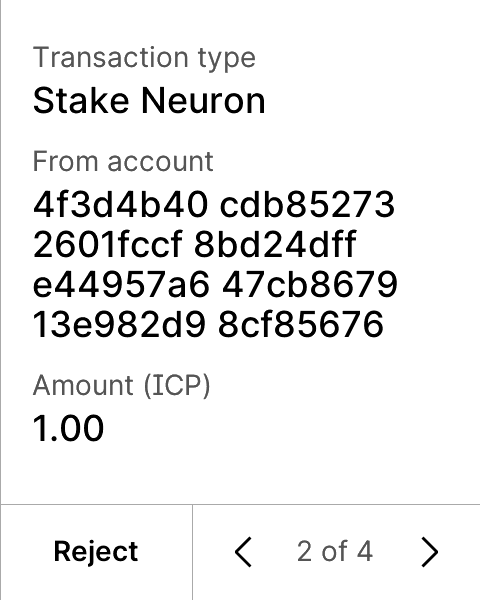 Transaction type
Stake Neuron
From account
4f3d4b40 cdb85273
2601fccf 8bd24dff
e44957a6 47cb8679
13e982d9 8cf85676
Amount (ICP)
1.00
Reject
2 of 4